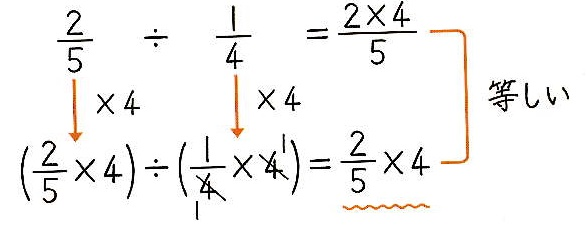 2/5 ÷ 1/4 = 2×4/5
×4 ×4 等しい
(2/5 ×4) ÷ (1/4 ×4) = 2/5 ×4
1 1